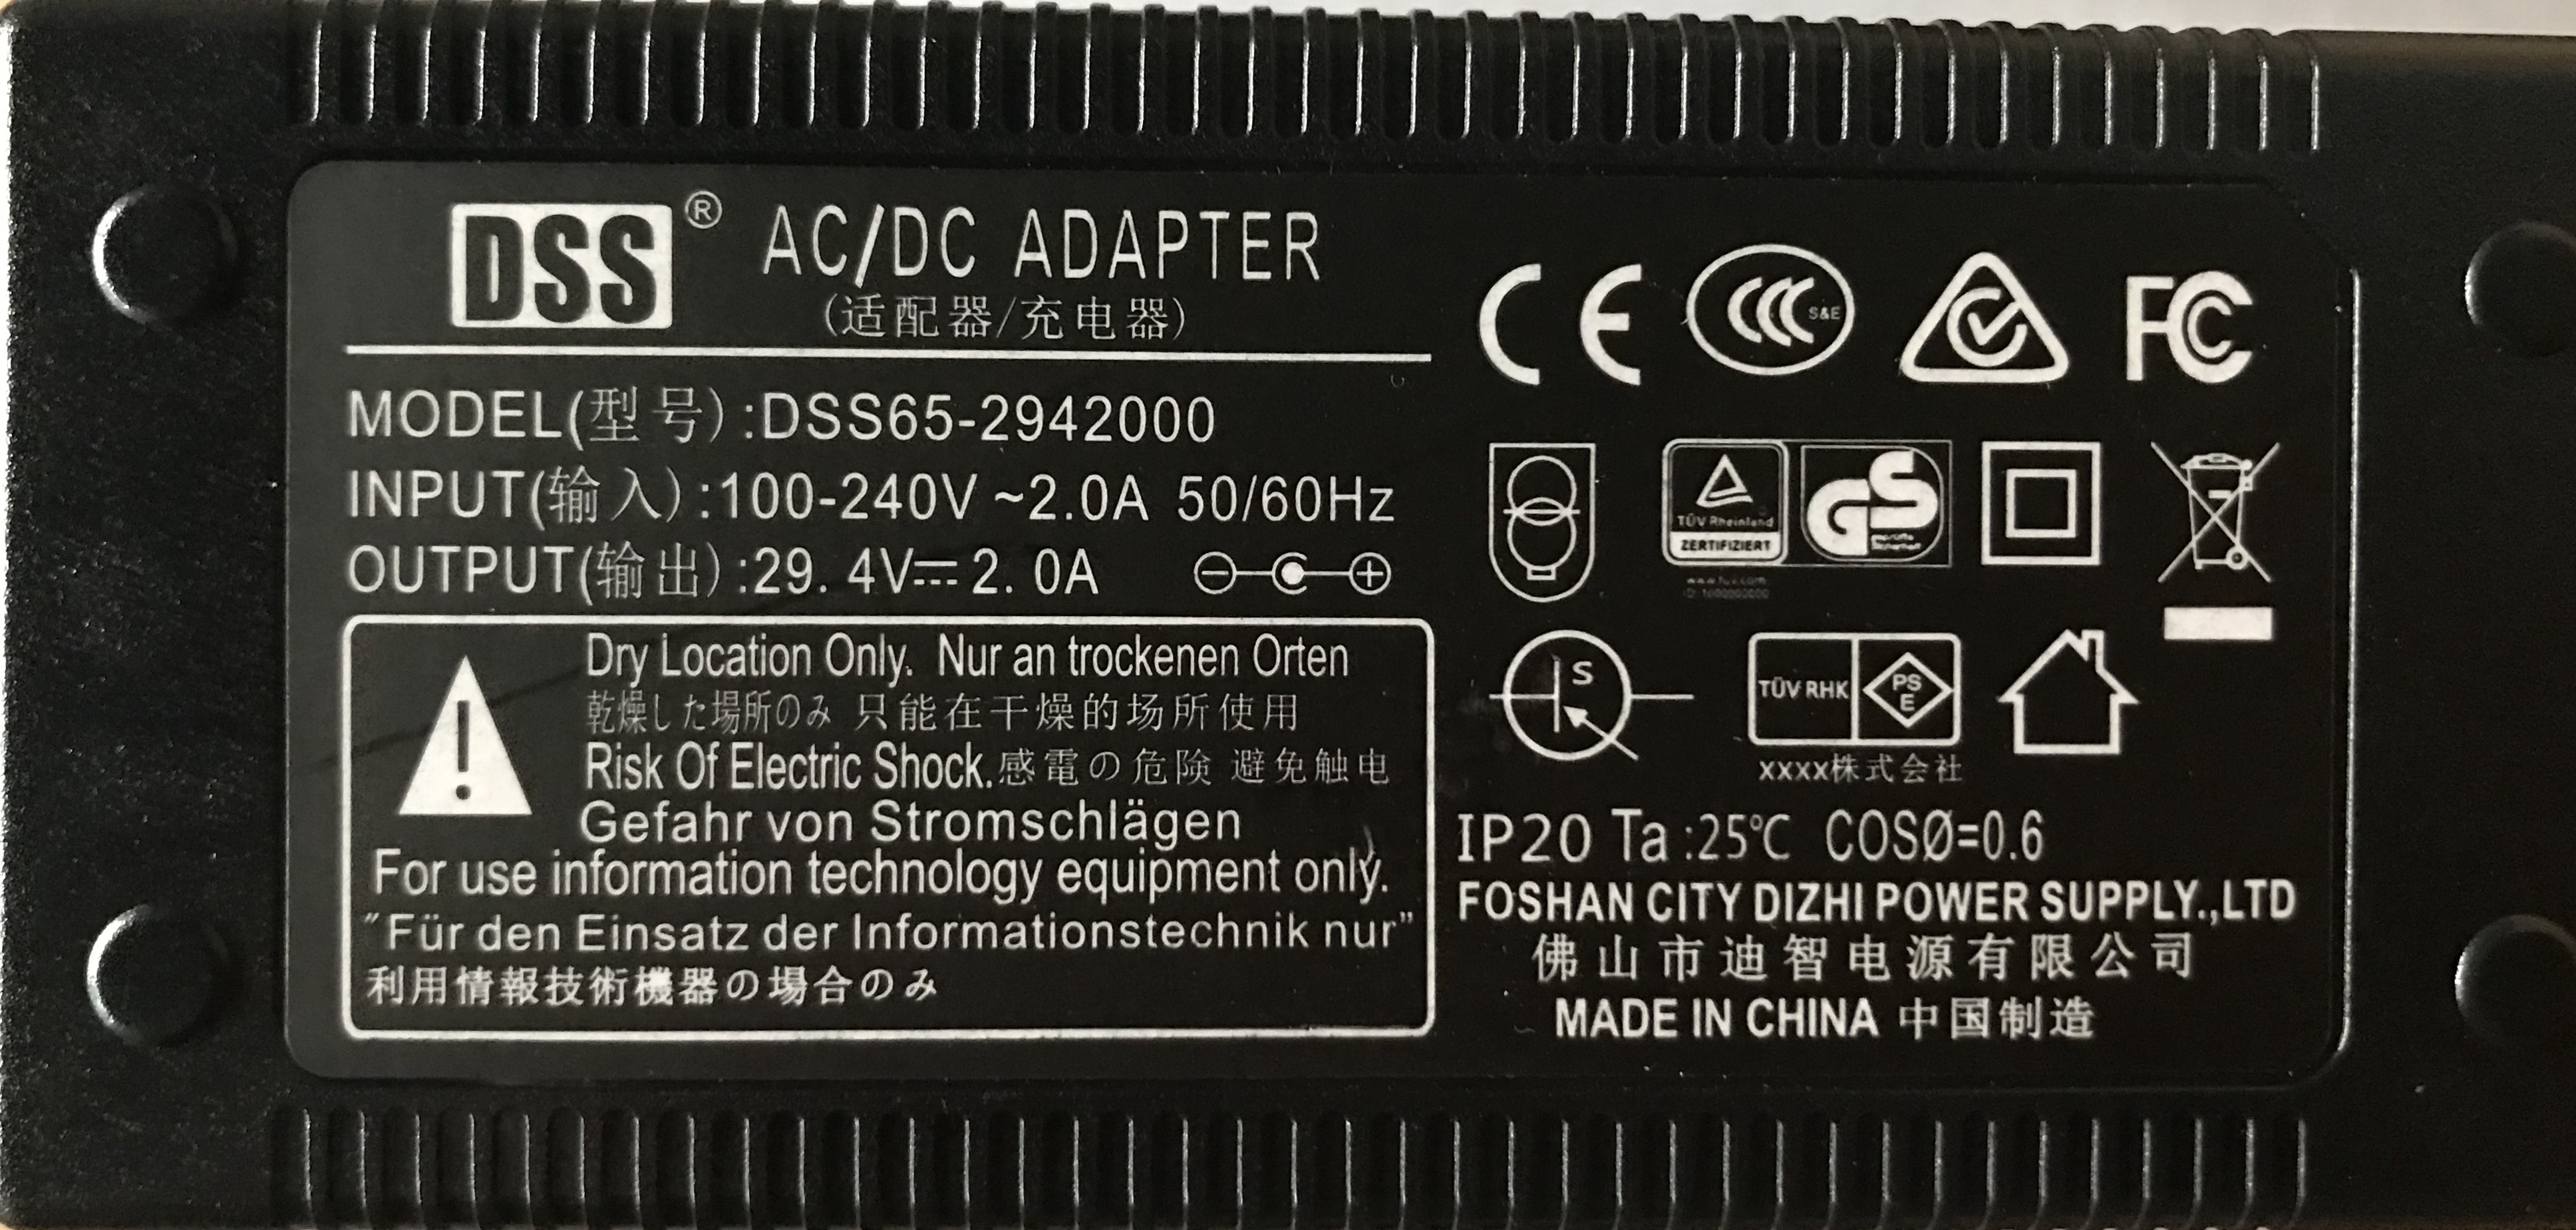 DSS® AC/DC ADAPTER
(适配器/充电器)
MODEL(型号):DSS65-2942000
INPUT(输入):100-240V ~2.0A 50/60Hz
OUTPUT(输出):29. 4V⎓2. 0A
Dry Location Only. Nur an trockenen Orten
乾燥した場所のみ 只能在干燥的场所使用
Risk Of Electric Shock.感電の危険 避免触电
Gefahr von Stromschlägen
For use information technology equipment only.
"Für den Einsatz der Informationstechnik nur"
利用情報技術機器の場合のみ
CE CCC S&E FC
TÜV Rheinland
ZERTIFIZIERT
GS
geprüfte
Sicherheit
www.tuv.com
S
TÜV RHK PS E
xxxx株式会社
IP20 Ta :25℃ COSØ=0.6
FOSHAN CITY DIZHI POWER SUPPLY.,LTD
佛山市迪智电源有限公司
MADE IN CHINA 中国制造